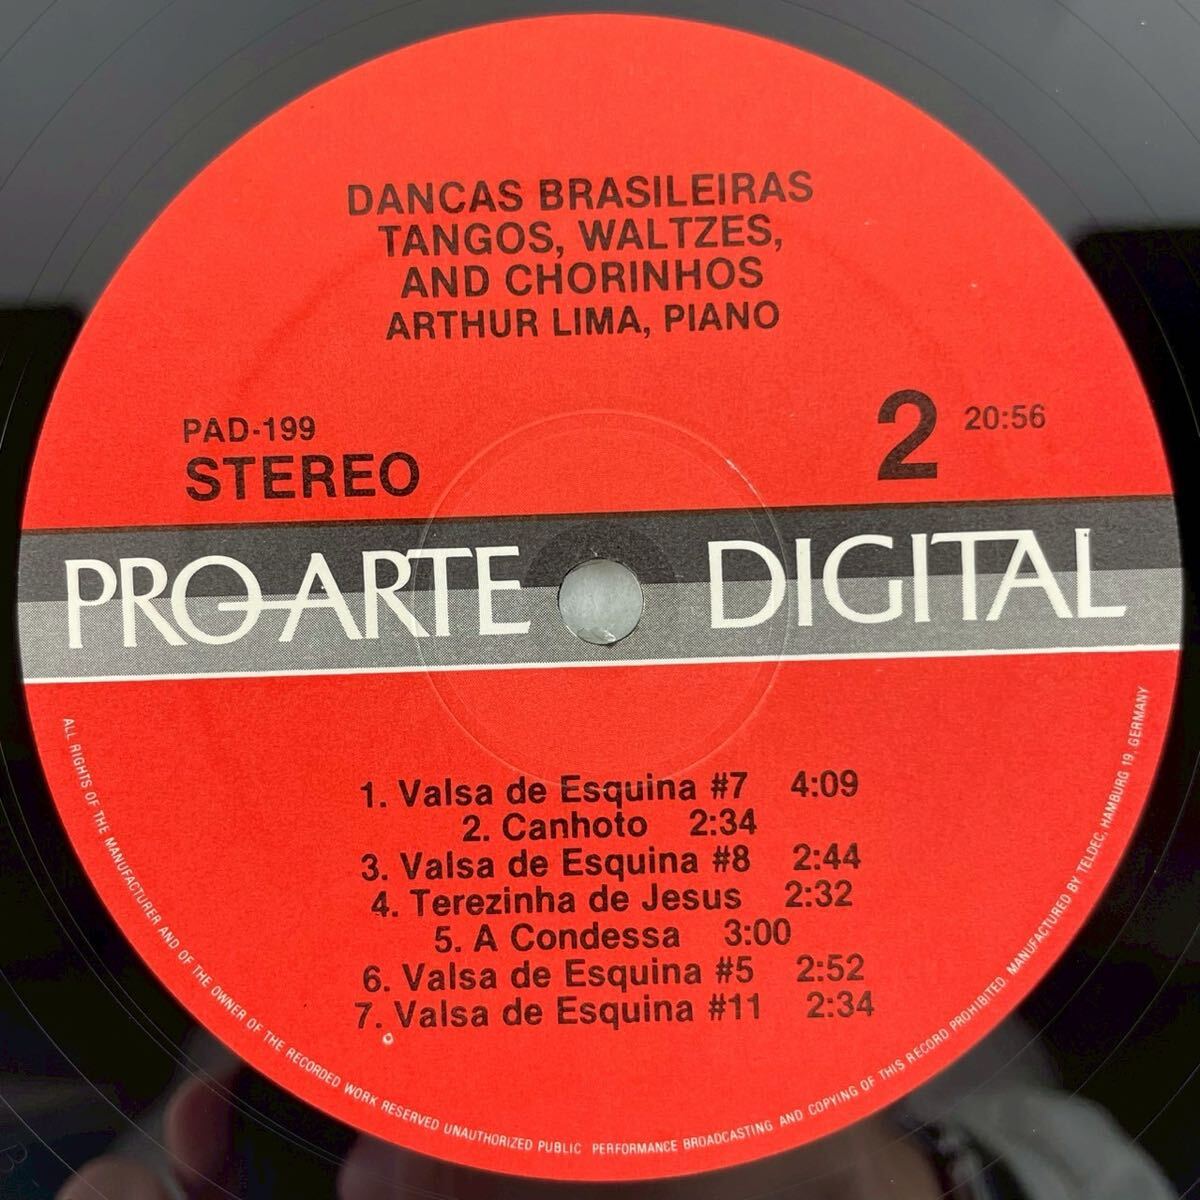 DANCAS BRASILEIRAS
TANGOS, WALTZES,
AND CHORINHOS
ARTHUR LIMA, PIANO
PAD-199
STEREO
2 20:56
PRO ARTE DIGITAL
1. Valsa de Esquina #7 4:09
2. Canhoto 2:34
3. Valsa de Esquina #8 2:44
4. Terezinha de Jesus 2:32
5. A Condessa 3:00
6. Valsa de Esquina #5 2:52
7. Valsa de Esquina #11 2:34
ALL RIGHTS OF THE MANUFACTURER AND OF THE OWNER OF THE RECORDED WORK RESERVED UNAUTHORIZED PUBLIC PERFORMANCE BROADCASTING AND COPYING OF THIS RECORD PROHIBITED. MANUFACTURED BY TELDEC, HAMBURG 19, GERMANY